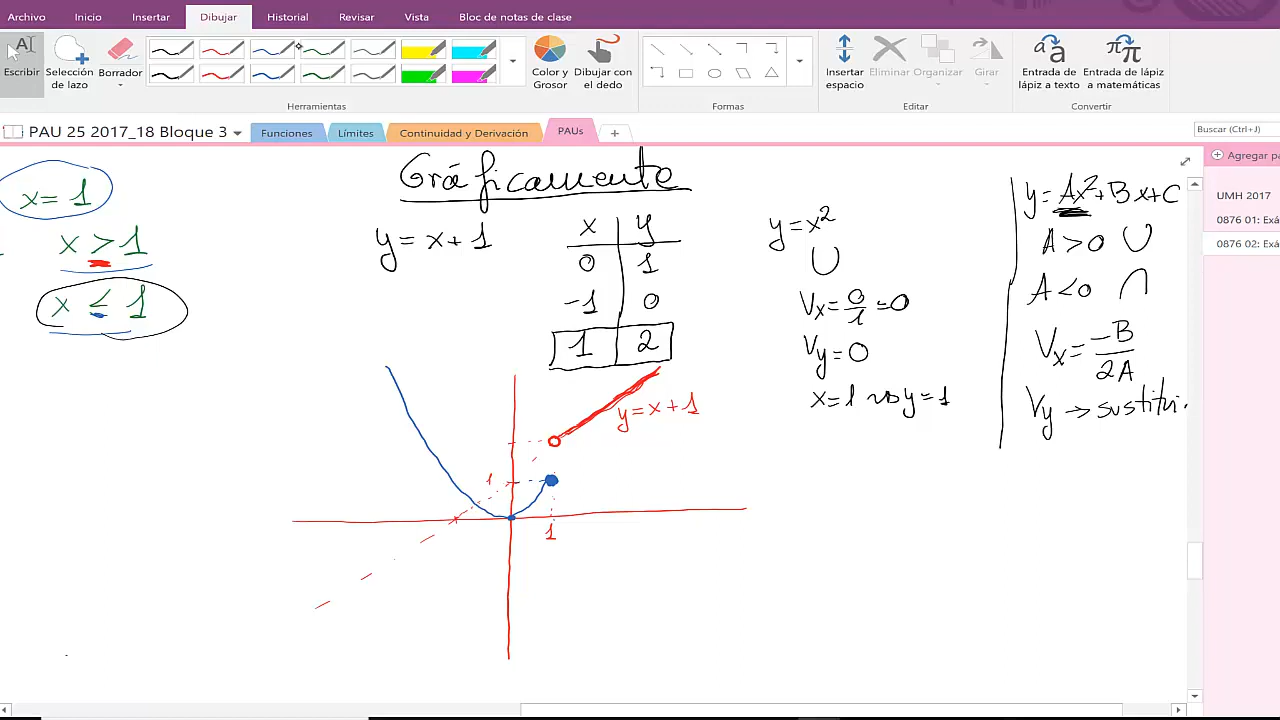 Archivo Inicio Insertar Dibujar Historial Revisar Vista Bloc de notas de clase
Escribir
Selección de lazo
Borrador
Color y Grosor
Dibujar con el dedo
Insertar espacio
Eliminar
Organizar
Girar
Entrada de lápiz a texto
Entrada de lápiz a matemáticas
Herramientas Formas Editar Convertir
PAU 25 2017_18 Bloque 3 Funciones Límites Continuidad y Derivación PAUs + Buscar (Ctrl+J)
Agregar pá
UMH 2017
0876 01: Exá
0876 02: Exá
x=1
x > 1
x ≤ 1
Gráficamente
y = x+1
x y
0 1
-1 0
1 2
y=x²
∪
Vx = 0/1 = 0
Vy = 0
x=1 ⇝ y=1
y = Ax²+Bx+C
A>0 ∪
A<0 ∩
Vx = -B/2A
Vy → sustitui
y=x+1
1
1